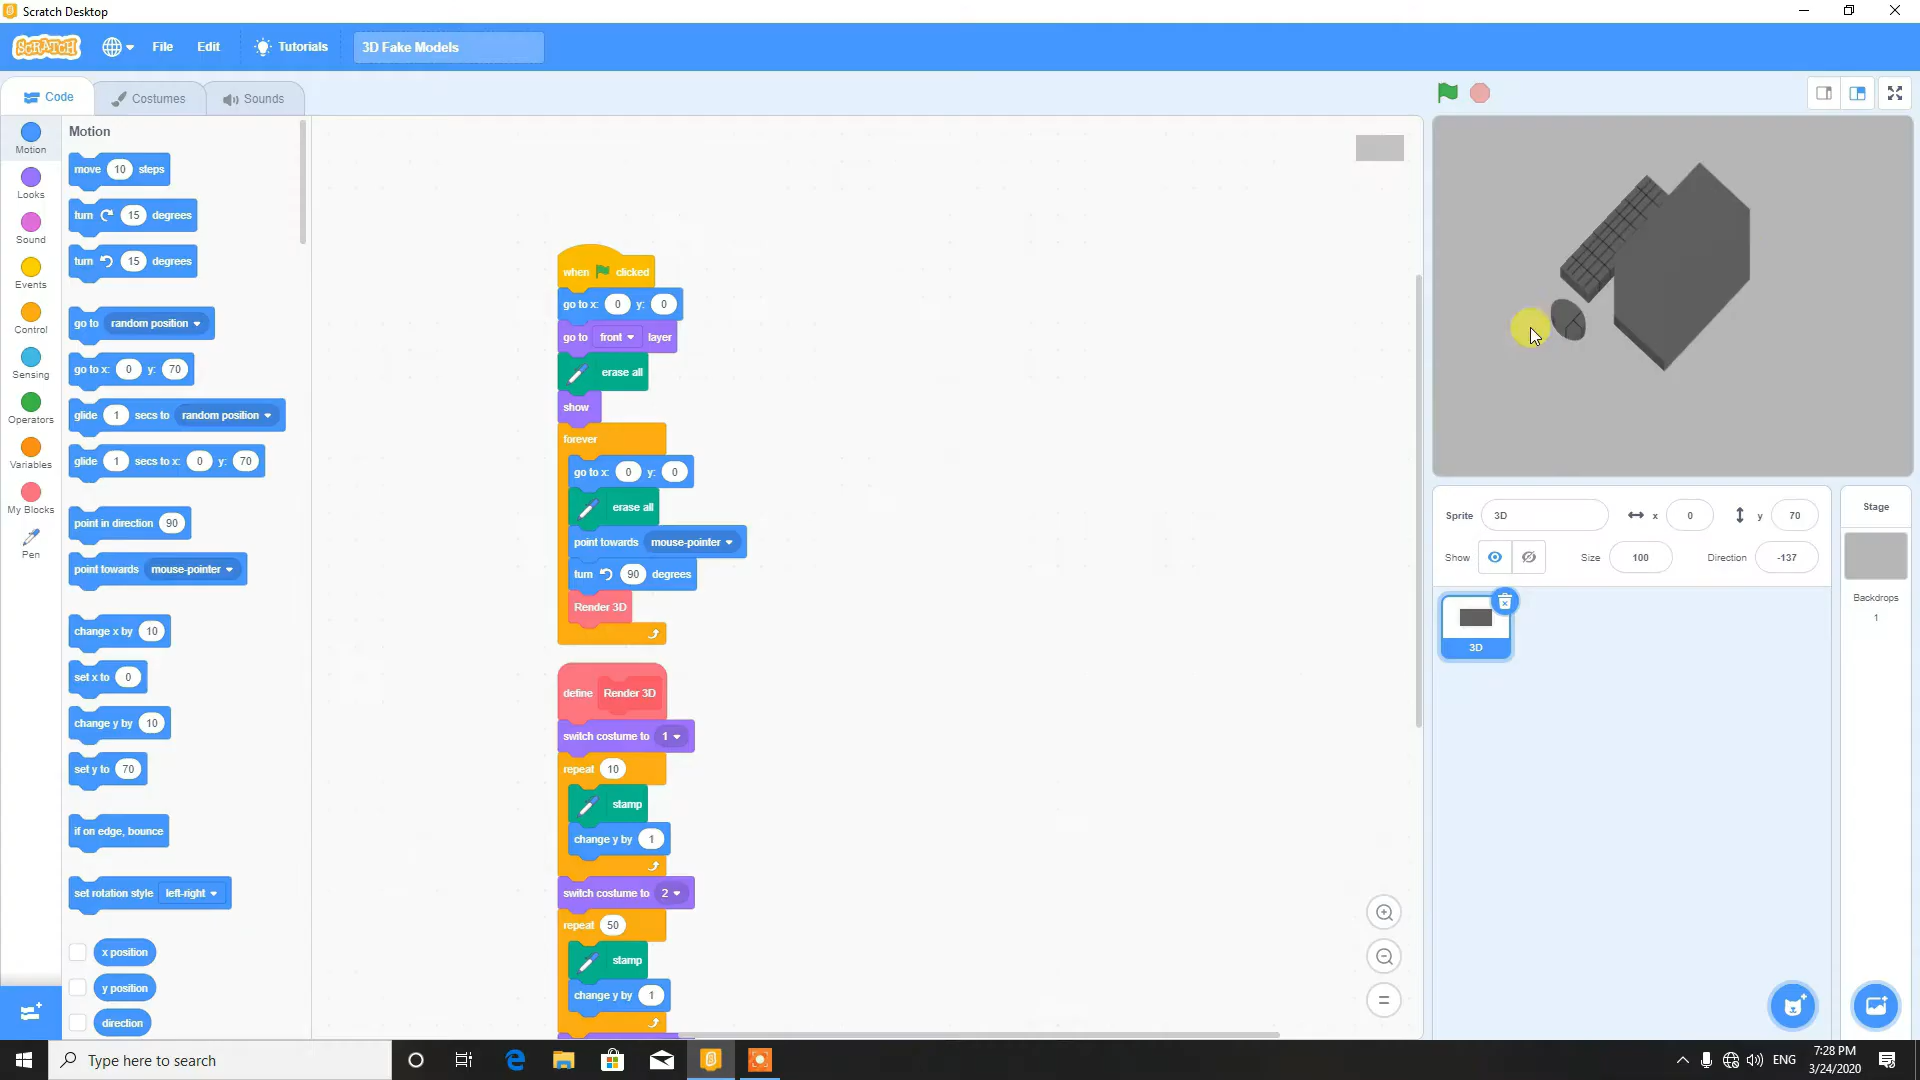 Scratch Desktop
SCRATCH File Edit Tutorials 3D Fake Models
Code Costumes Sounds
Motion
Looks
Sound
Events
Control
Sensing
Operators
Variables
My Blocks
Pen
Motion
move 10 steps
turn 15 degrees
turn 15 degrees
go to random position
go to x: 0 y: 70
glide 1 secs to random position
glide 1 secs to x: 0 y: 70
point in direction 90
point towards mouse-pointer
change x by 10
set x to 0
change y by 10
set y to 70
if on edge, bounce
set rotation style left-right
x position
y position
direction
when clicked
go to x: 0 y: 0
go to front layer
erase all
show
forever
go to x: 0 y: 0
erase all
point towards mouse-pointer
turn 90 degrees
Render 3D
define Render 3D
switch costume to 1
repeat 10
stamp
change y by 1
switch costume to 2
repeat 50
stamp
change y by 1
Sprite 3D x 0 y 70
Show Size 100 Direction -137
3D
Stage
Backdrops
1
Type here to search
ENG
7:28 PM
3/24/2020